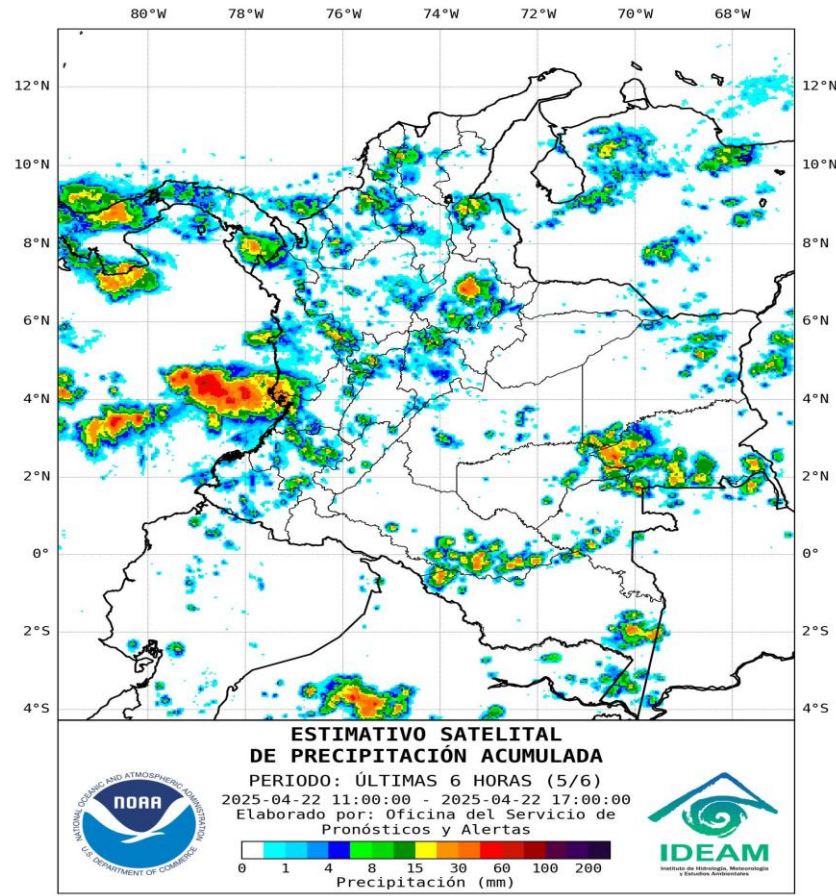 80°W 78°W 76°W 74°W 72°W 70°W 68°W
12°N 12°N
10°N 10°N
8°N 8°N
6°N 6°N
4°N 4°N
2°N 2°N
0° 0°
2°S 2°S
4°S 4°S
ESTIMATIVO SATELITAL
DE PRECIPITACIÓN ACUMULADA
PERIODO: ÚLTIMAS 6 HORAS (5/6)
2025-04-22 11:00:00 - 2025-04-22 17:00:00
Elaborado por: Oficina del Servicio de
Pronósticos y Alertas
0 1 4 8 15 30 60 100 200
Precipitación (mm)
NATIONAL OCEANIC AND ATMOSPHERIC ADMINISTRATION
NOAA
U.S. DEPARTMENT OF COMMERCE
IDEAM
Instituto de Hidrología, Meteorología
y Estudios Ambientales